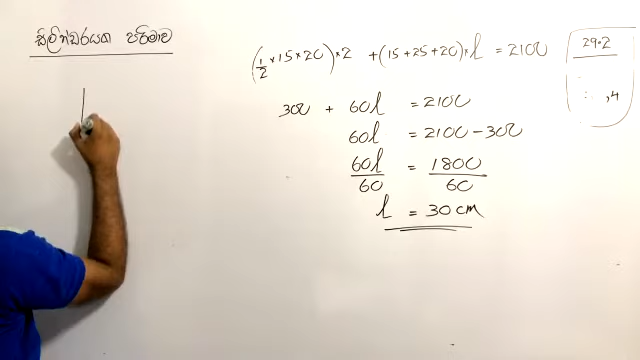 සිලින්ඩරයක පරිමාව
(1/2 × 15 × 20) × 2 + (15 + 25 + 20) × l = 2100
300 + 60l = 2100
60l = 2100 - 300
60l/60 = 1800/60
l = 30 cm
29.2